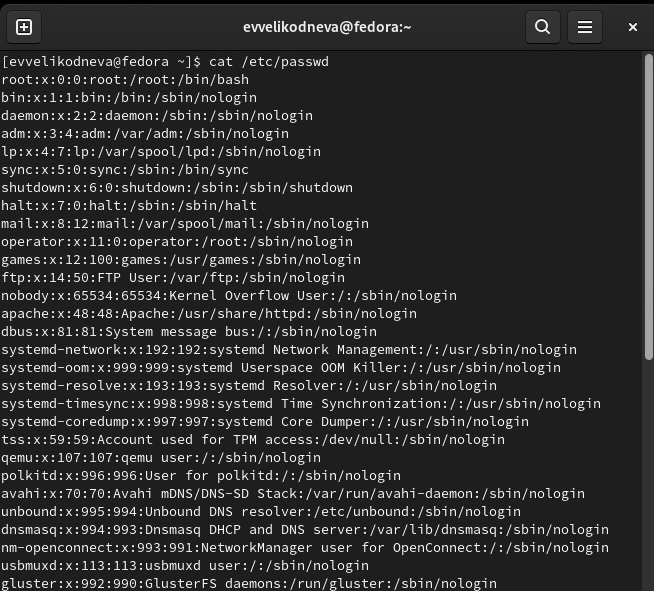 evvelikodneva@fedora:~
[evvelikodneva@fedora ~]$ cat /etc/passwd
root:x:0:0:root:/root:/bin/bash
bin:x:1:1:bin:/bin:/sbin/nologin
daemon:x:2:2:daemon:/sbin:/sbin/nologin
adm:x:3:4:adm:/var/adm:/sbin/nologin
lp:x:4:7:lp:/var/spool/lpd:/sbin/nologin
sync:x:5:0:sync:/sbin:/bin/sync
shutdown:x:6:0:shutdown:/sbin:/sbin/shutdown
halt:x:7:0:halt:/sbin:/sbin/halt
mail:x:8:12:mail:/var/spool/mail:/sbin/nologin
operator:x:11:0:operator:/root:/sbin/nologin
games:x:12:100:games:/usr/games:/sbin/nologin
ftp:x:14:50:FTP User:/var/ftp:/sbin/nologin
nobody:x:65534:65534:Kernel Overflow User:/:/sbin/nologin
apache:x:48:48:Apache:/usr/share/httpd:/sbin/nologin
dbus:x:81:81:System message bus:/:/sbin/nologin
systemd-network:x:192:192:systemd Network Management:/:/usr/sbin/nologin
systemd-oom:x:999:999:systemd Userspace OOM Killer:/:/usr/sbin/nologin
systemd-resolve:x:193:193:systemd Resolver:/:/usr/sbin/nologin
systemd-timesync:x:998:998:systemd Time Synchronization:/:/usr/sbin/nologin
systemd-coredump:x:997:997:systemd Core Dumper:/:/usr/sbin/nologin
tss:x:59:59:Account used for TPM access:/dev/null:/sbin/nologin
qemu:x:107:107:qemu user:/:/sbin/nologin
polkitd:x:996:996:User for polkitd:/:/sbin/nologin
avahi:x:70:70:Avahi mDNS/DNS-SD Stack:/var/run/avahi-daemon:/sbin/nologin
unbound:x:995:994:Unbound DNS resolver:/etc/unbound:/sbin/nologin
dnsmasq:x:994:993:Dnsmasq DHCP and DNS server:/var/lib/dnsmasq:/sbin/nologin
nm-openconnect:x:993:991:NetworkManager user for OpenConnect:/:/sbin/nologin
usbmuxd:x:113:113:usbmuxd user:/:/sbin/nologin
gluster:x:992:990:GlusterFS daemons:/run/gluster:/sbin/nologin